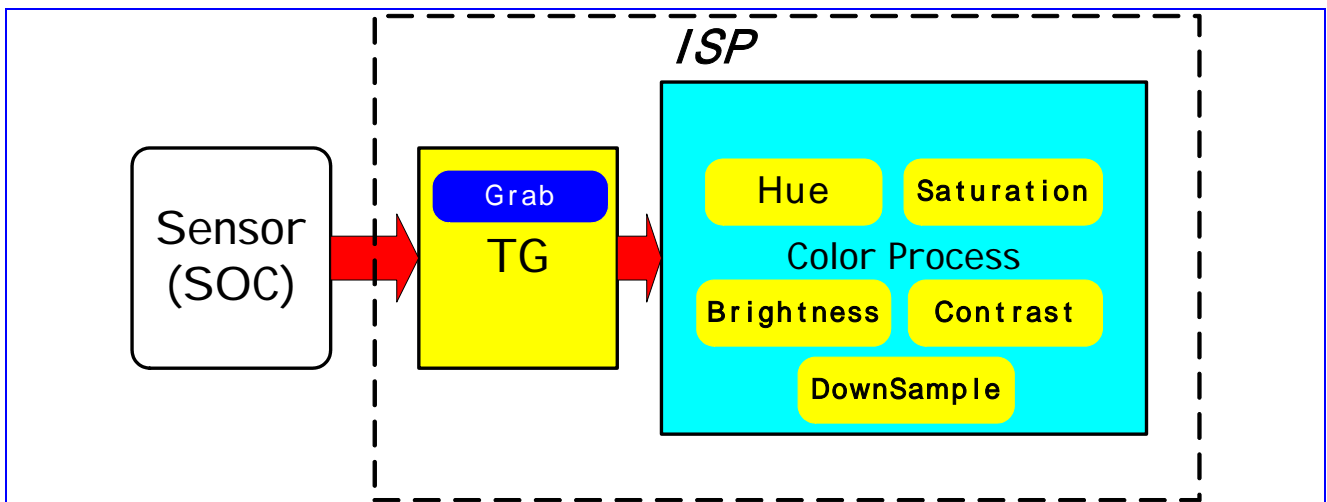 ISP
Sensor
(SOC)
Grab
TG
Hue
Saturation
Color Process
Brightness
Contrast
DownSample